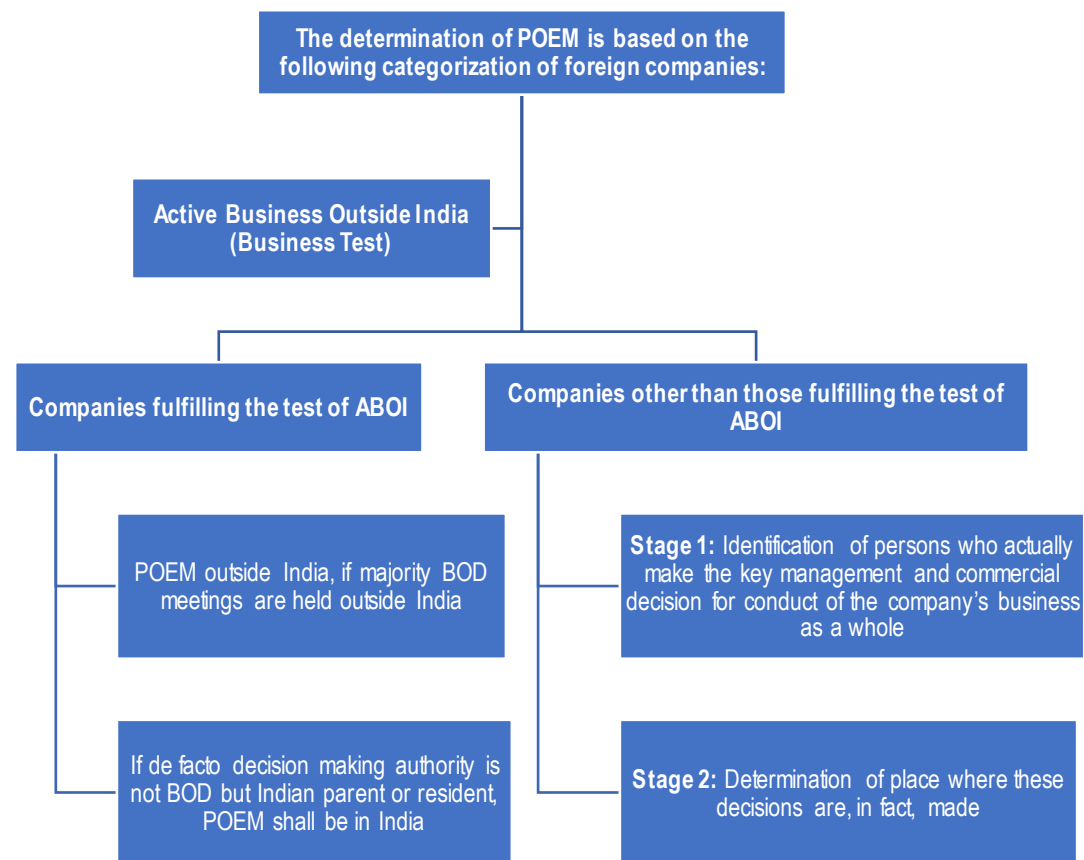 The determination of POEM is based on the
following categorization of foreign companies:
Active Business Outside India
(Business Test)
Companies fulfilling the test of ABOI
Companies other than those fulfilling the test of
ABOI
POEM outside India, if majority BOD
meetings are held outside India
Stage 1: Identification of persons who actually
make the key management and commercial
decision for conduct of the company's business
as a whole
If de facto decision making authority is
not BOD but Indian parent or resident,
POEM shall be in India
Stage 2: Determination of place where these
decisions are, in fact, made